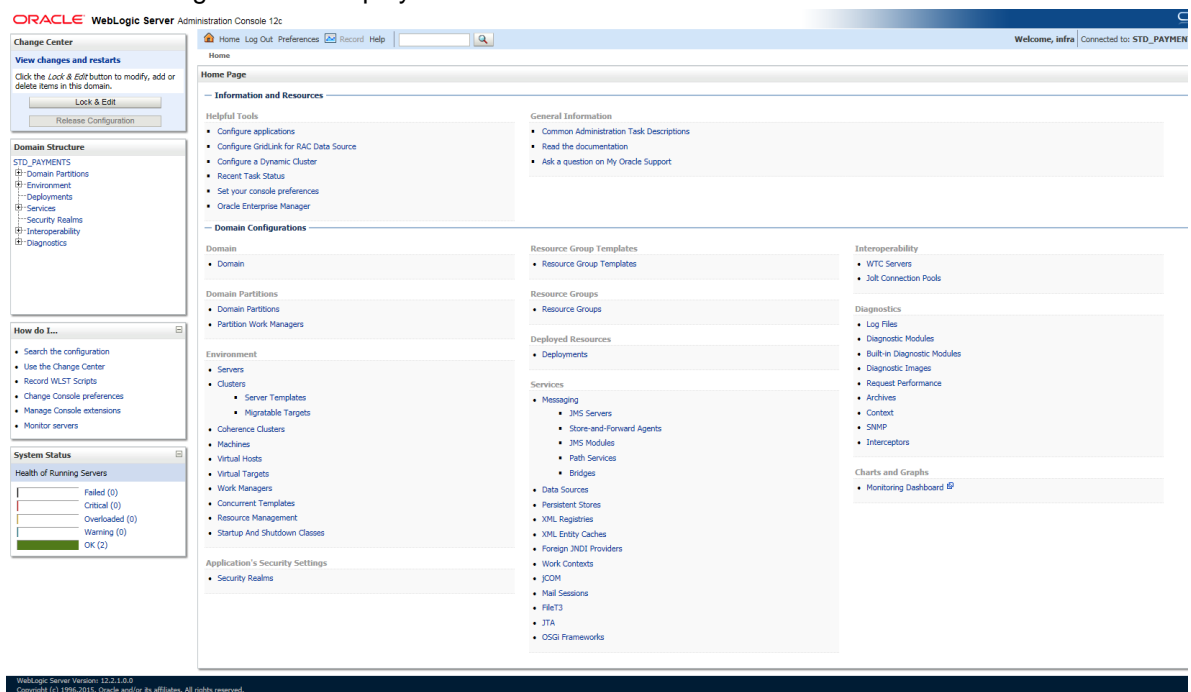 ORACLE WebLogic Server Administration Console 12c
Home Log Out Preferences Record Help
Welcome, infra Connected to: STD_PAYMEN
Home
Change Center
View changes and restarts
Click the Lock & Edit button to modify, add or
delete items in this domain.
Lock & Edit
Release Configuration
Domain Structure
STD_PAYMENTS
Domain Partitions
Environment
Deployments
Services
Security Realms
Interoperability
Diagnostics
How do I...
Search the configuration
Use the Change Center
Record WLST Scripts
Change Console preferences
Manage Console extensions
Monitor servers
System Status
Health of Running Servers
Failed (0)
Critical (0)
Overloaded (0)
Warning (0)
OK (2)
Home Page
Information and Resources
Helpful Tools
Configure applications
Configure GridLink for RAC Data Source
Configure a Dynamic Cluster
Recent Task Status
Set your console preferences
Oracle Enterprise Manager
General Information
Common Administration Task Descriptions
Read the documentation
Ask a question on My Oracle Support
Domain Configurations
Domain
Domain
Domain Partitions
Domain Partitions
Partition Work Managers
Environment
Servers
Clusters
Server Templates
Migratable Targets
Coherence Clusters
Machines
Virtual Hosts
Virtual Targets
Work Managers
Concurrent Templates
Resource Management
Startup And Shutdown Classes
Application's Security Settings
Security Realms
Resource Group Templates
Resource Group Templates
Resource Groups
Resource Groups
Deployed Resources
Deployments
Services
Messaging
JMS Servers
Store-and-Forward Agents
JMS Modules
Path Services
Bridges
Data Sources
Persistent Stores
XML Registries
XML Entity Caches
Foreign JNDI Providers
Work Contexts
jCOM
Mail Sessions
FileT3
JTA
OSGi Frameworks
Interoperability
WTC Servers
Jolt Connection Pools
Diagnostics
Log Files
Diagnostic Modules
Built-in Diagnostic Modules
Diagnostic Images
Request Performance
Archives
Context
SNMP
Interceptors
Charts and Graphs
Monitoring Dashboard
WebLogic Server Version: 12.2.1.0.0
Copyright (c) 1996,2015, Oracle and/or its affiliates. All rights reserved.